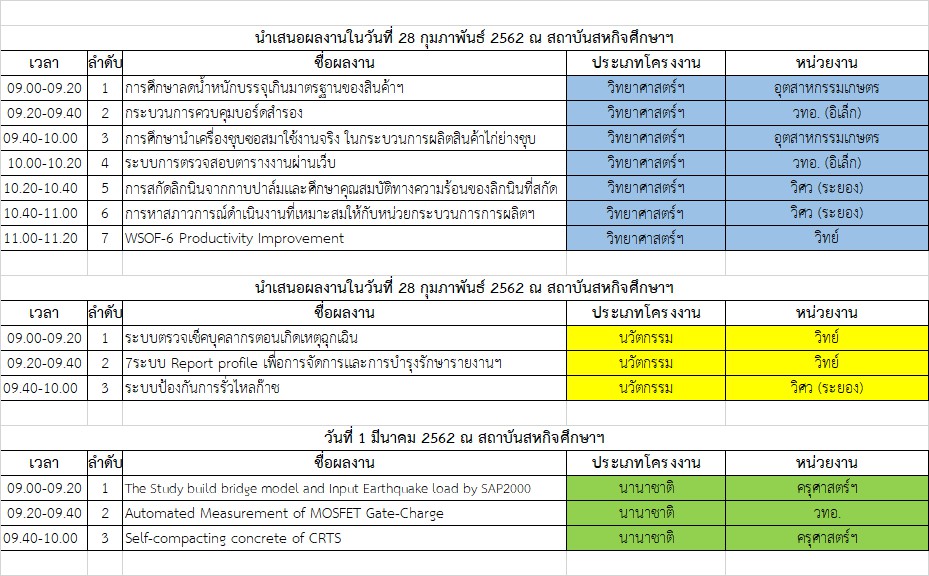 นำเสนอผลงานในวันที่ 28 กุมภาพันธ์ 2562 ณ สถาบันสหกิจศึกษาฯ
เวลา ลำดับ ชื่อผลงาน ประเภทโครงงาน หน่วยงาน
09.00-09.20 1 การศึกษาลดน้ำหนักบรรจุเกินมาตรฐานของสินค้าฯ วิทยาศาสตร์ฯ อุตสาหกรรมเกษตร
09.20-09.40 2 กระบวนการควบคุมบอร์ดสำรอง วิทยาศาสตร์ฯ วทอ. (อิเล็ก)
09.40-10.00 3 การศึกษานำเครื่องชุบซอสมาใช้งานจริง ในกระบวนการผลิตสินค้าไก่ย่างชุบ วิทยาศาสตร์ฯ อุตสาหกรรมเกษตร
10.00-10.20 4 ระบบการตรวจสอบตารางงานผ่านเว็บ วิทยาศาสตร์ฯ วทอ. (อิเล็ก)
10.20-10.40 5 การสกัดลิกนินจากกาบปาล์มและศึกษาคุณสมบัติทางความร้อนของลิกนินที่สกัด วิทยาศาสตร์ฯ วิศว (ระยอง)
10.40-11.00 6 การหาสภาวการณ์ดำเนินงานที่เหมาะสมให้กับหน่วยกระบวนการการผลิตฯ วิทยาศาสตร์ฯ วิศว (ระยอง)
11.00-11.20 7 WSOF-6 Productivity Improvement วิทยาศาสตร์ฯ วิทย์
นำเสนอผลงานในวันที่ 28 กุมภาพันธ์ 2562 ณ สถาบันสหกิจศึกษาฯ
เวลา ลำดับ ชื่อผลงาน ประเภทโครงงาน หน่วยงาน
09.00-09.20 1 ระบบตรวจเช็คบุคลากรตอนเกิดเหตุฉุกเฉิน นวัตกรรม วิทย์
09.20-09.40 2 7ระบบ Report profile เพื่อการจัดการและการบำรุงรักษารายงานฯ นวัตกรรม วิทย์
09.40-10.00 3 ระบบป้องกันการรั่วไหลก๊าซ นวัตกรรม วิศว (ระยอง)
วันที่ 1 มีนาคม 2562 ณ สถาบันสหกิจศึกษาฯ
เวลา ลำดับ ชื่อผลงาน ประเภทโครงงาน หน่วยงาน
09.00-09.20 1 The Study build bridge model and Input Earthquake load by SAP2000 นานาชาติ ครุศาสตร์ฯ
09.20-09.40 2 Automated Measurement of MOSFET Gate-Charge นานาชาติ วทอ.
09.40-10.00 3 Self-compacting concrete of CRTS นานาชาติ ครุศาสตร์ฯ